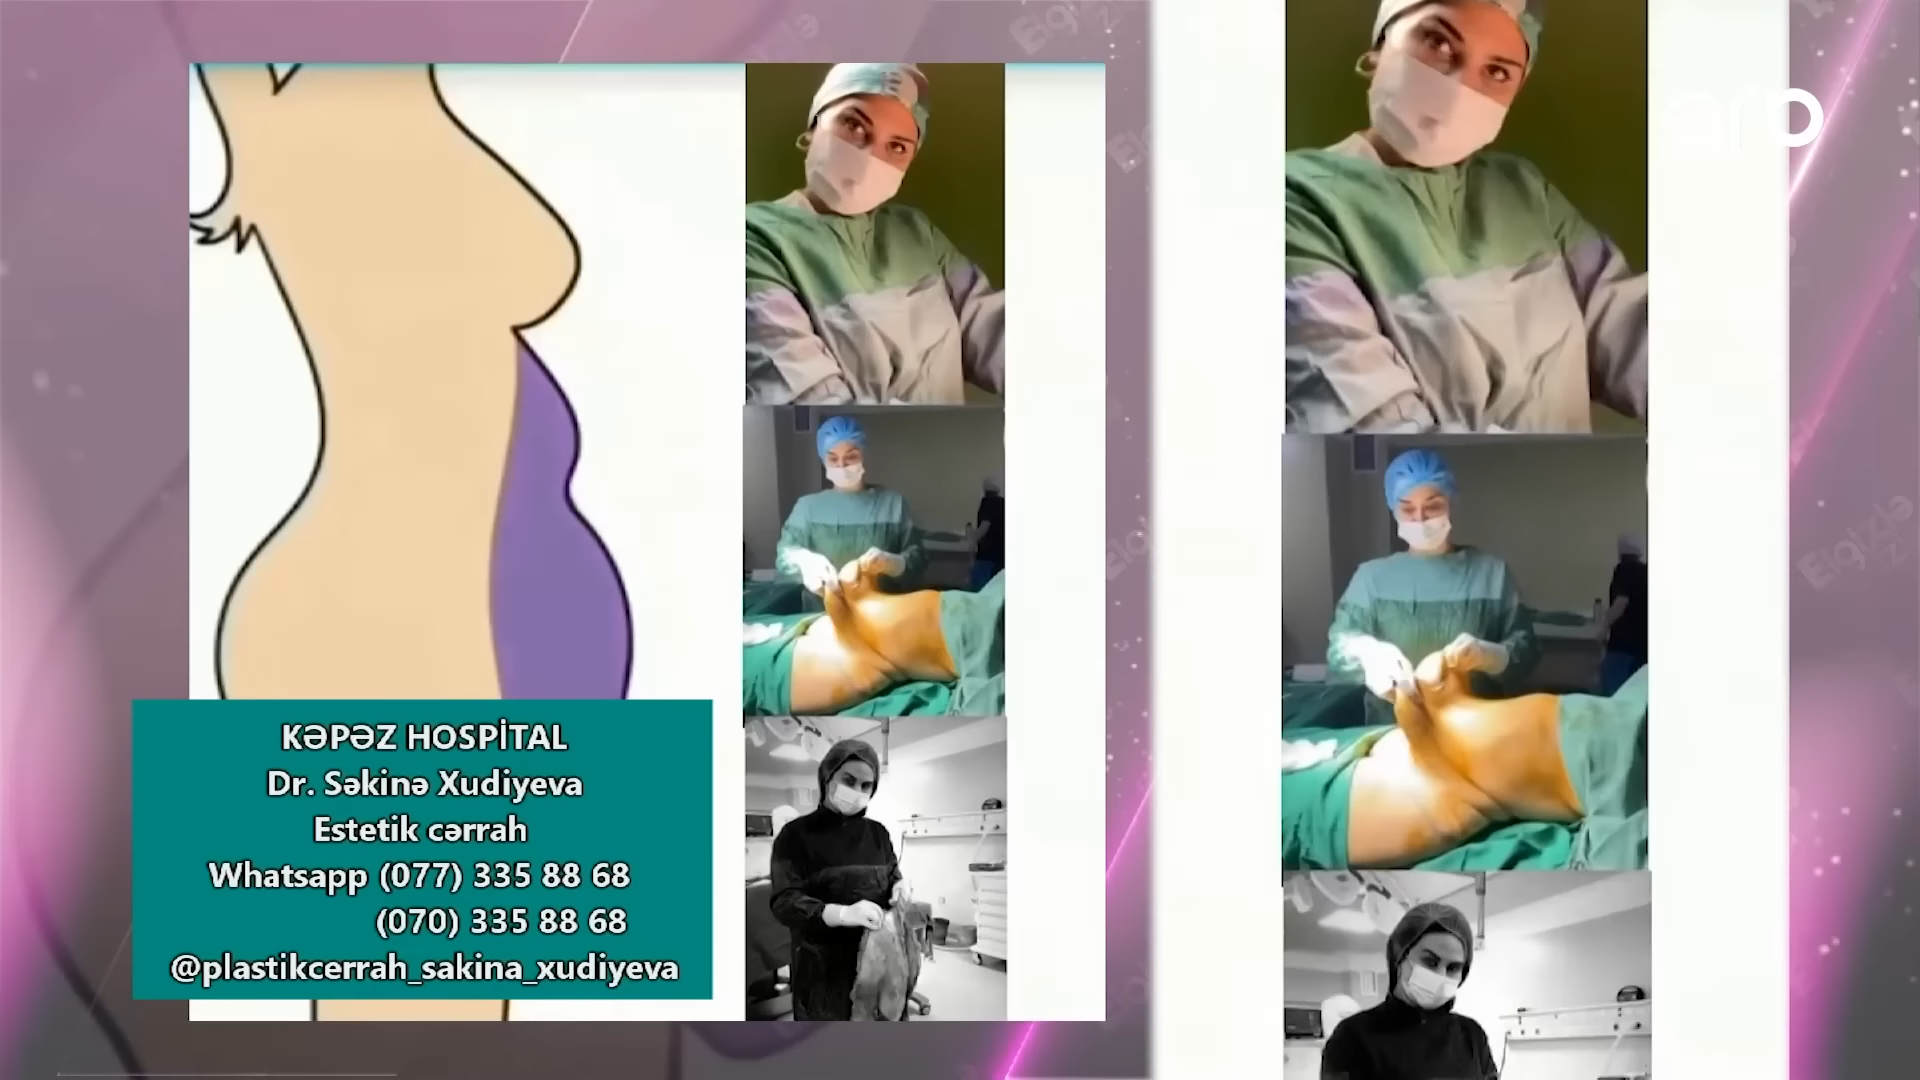 arb
KƏPƏZ HOSPİTAL
Dr. Səkinə Xudiyeva
Estetik cərrah
Whatsapp (077) 335 88 68
(070) 335 88 68
@plastikcerrah_sakina_xudiyeva